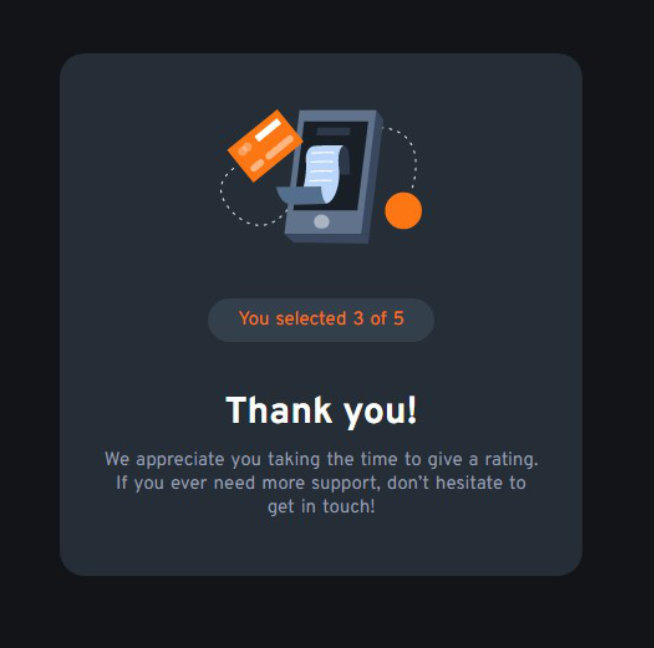 You selected 3 of 5
Thank you!
We appreciate you taking the time to give a rating.
If you ever need more support, don’t hesitate to
get in touch!